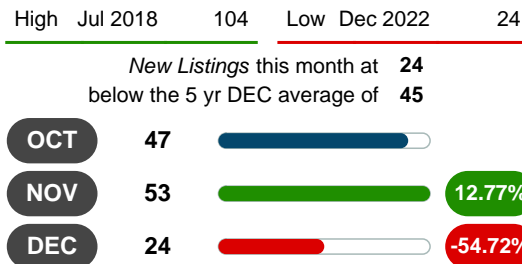 High Jul 2018 104 Low Dec 2022 24
New Listings this month at 24
below the 5 yr DEC average of 45
OCT 47
NOV 53 12.77%
DEC 24 -54.72%